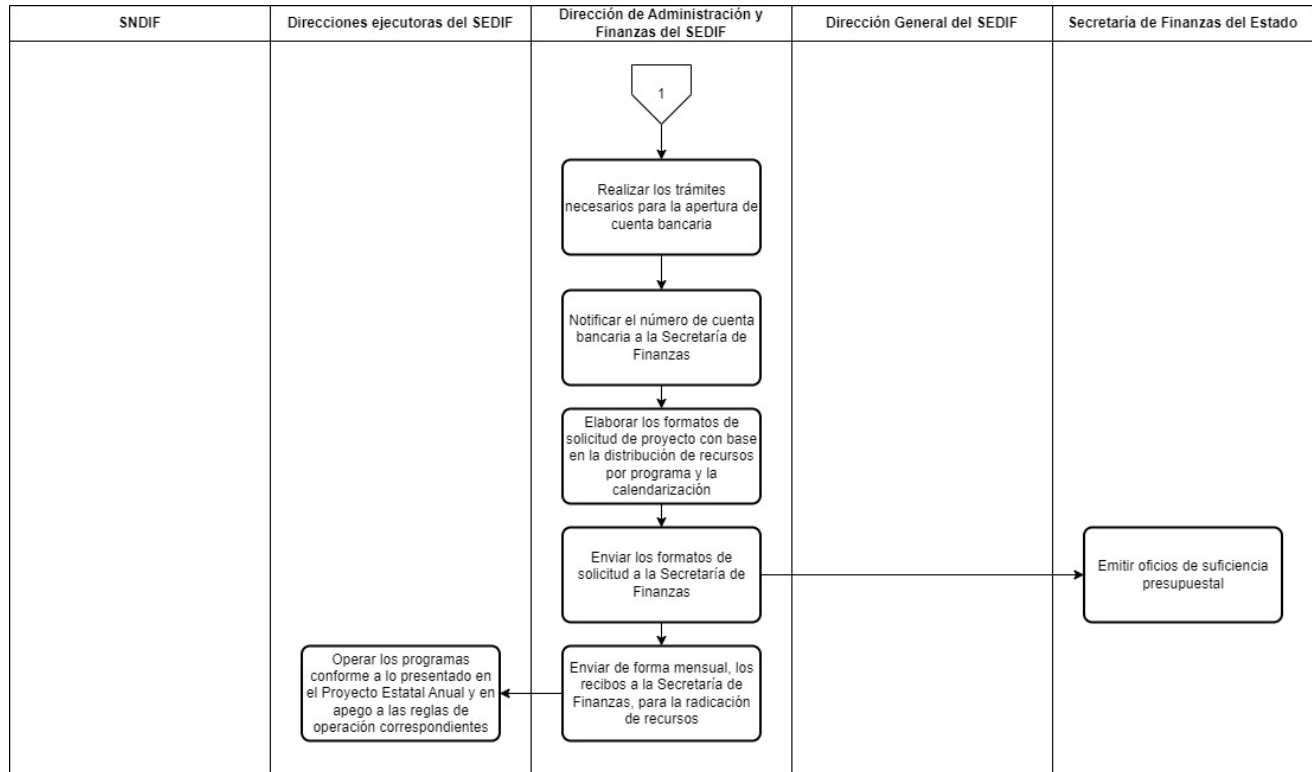 SNDIF
Direcciones ejecutoras del SEDIF
Dirección de Administración y
Finanzas del SEDIF
Dirección General del SEDIF
Secretaría de Finanzas del Estado
1
Realizar los trámites
necesarios para la apertura de
cuenta bancaria
Notificar el número de cuenta
bancaria a la Secretaría de
Finanzas
Elaborar los formatos de
solicitud de proyecto con base
en la distribución de recursos
por programa y la
calendarización
Enviar los formatos de
solicitud a la Secretaría de
Finanzas
Emitir oficios de suficiencia
presupuestal
Operar los programas
conforme a lo presentado en
el Proyecto Estatal Anual y en
apego a las reglas de
operación correspondientes
Enviar de forma mensual, los
recibos a la Secretaría de
Finanzas, para la radicación
de recursos